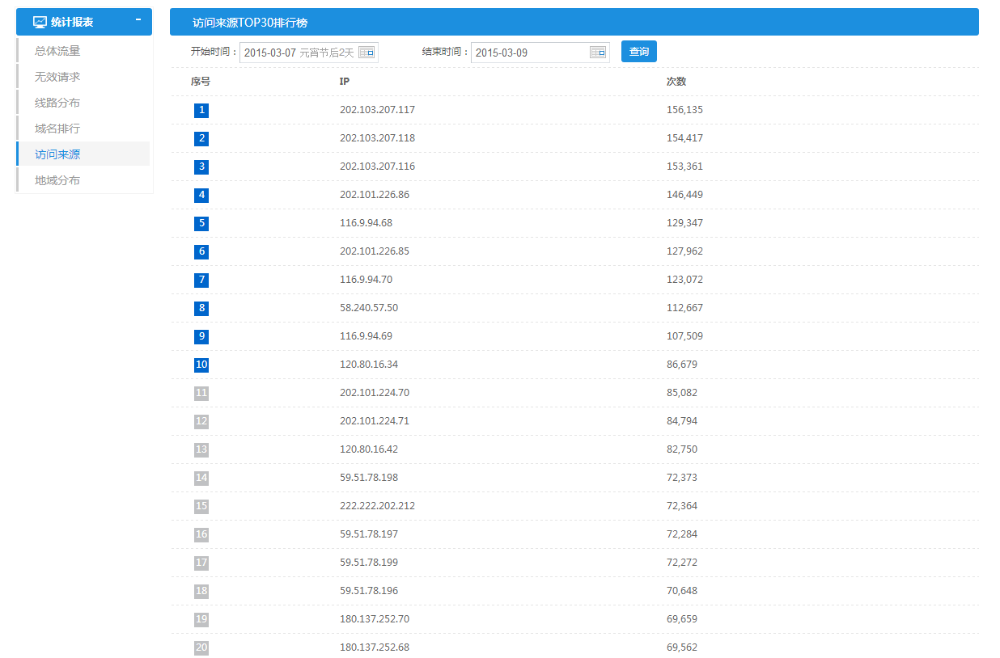 统计报表 -
总体流量
无效请求
线路分布
域名排行
访问来源
地域分布
访问来源TOP30排行榜
开始时间： 2015-03-07 元宵节后2天 结束时间： 2015-03-09 查询
序号 IP 次数
1 202.103.207.117 156,135
2 202.103.207.118 154,417
3 202.103.207.116 153,361
4 202.101.226.86 146,449
5 116.9.94.68 129,347
6 202.101.226.85 127,962
7 116.9.94.70 123,072
8 58.240.57.50 112,667
9 116.9.94.69 107,509
10 120.80.16.34 86,679
11 202.101.224.70 85,082
12 202.101.224.71 84,794
13 120.80.16.42 82,750
14 59.51.78.198 72,373
15 222.222.202.212 72,364
16 59.51.78.197 72,284
17 59.51.78.199 72,272
18 59.51.78.196 70,648
19 180.137.252.70 69,659
20 180.137.252.68 69,562